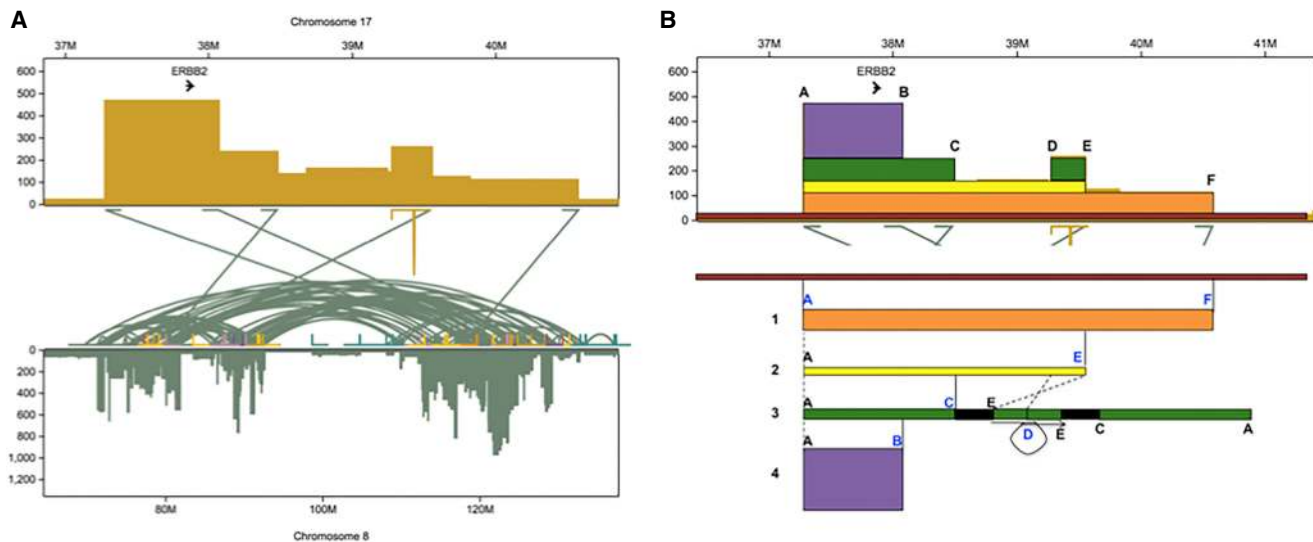 A
Chromosome 17
37M 38M 39M 40M
600
500
400
300
200
100
0
ERBB2
0
200
400
600
800
1,000
1,200
80M 100M 120M
Chromosome 8
B
37M 38M 39M 40M 41M
600
500
400
300
200
100
0
ERBB2
A B
C D E
F
A F
1
A E
2
A C E
3
D E C A
A B
4